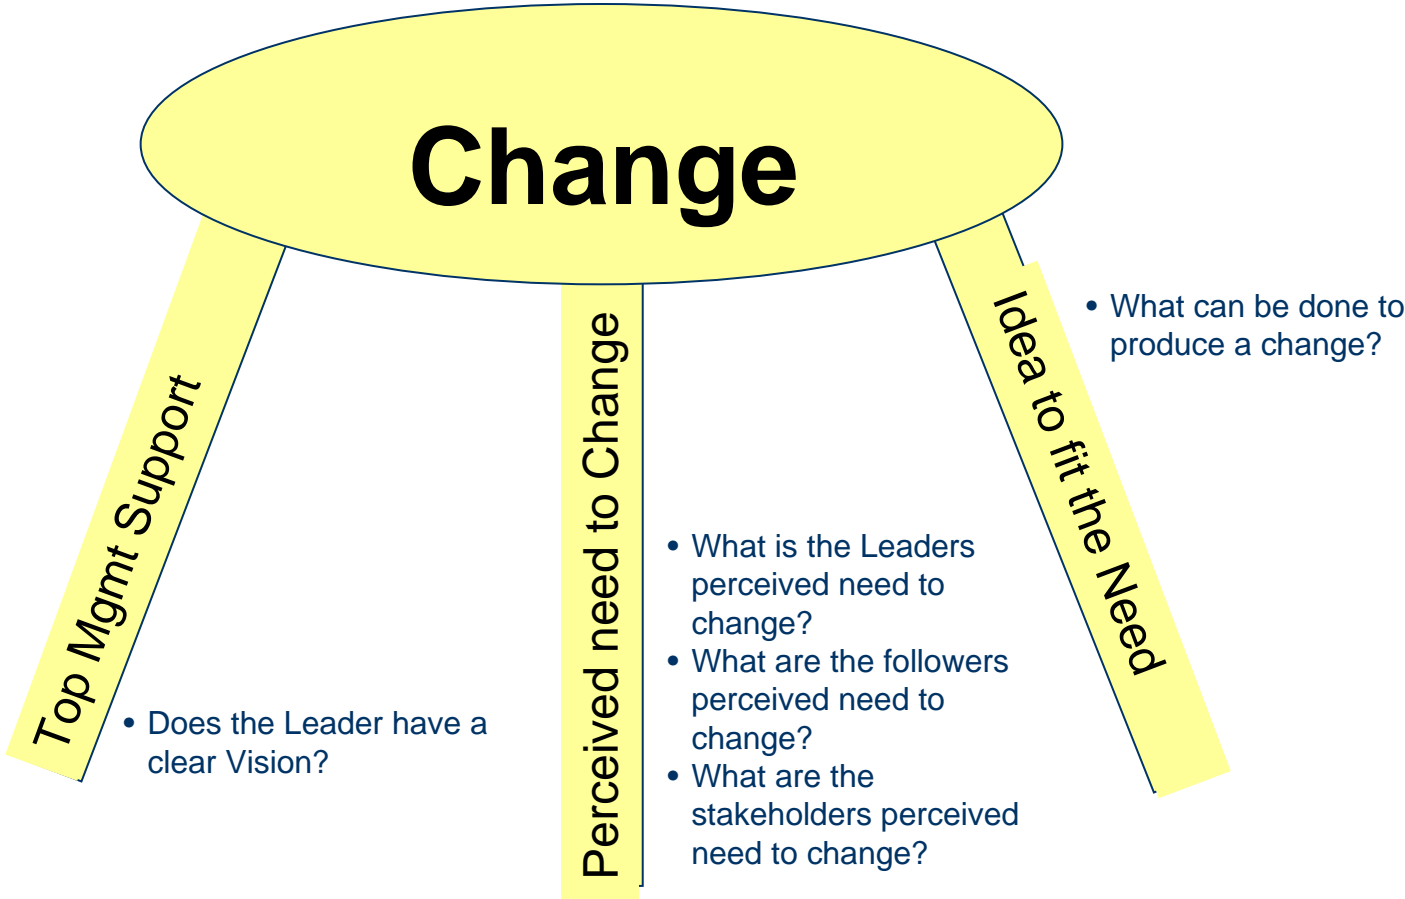 Change
Top Mgmt Support
• Does the Leader have a
clear Vision?
Perceived need to Change
• What is the Leaders
perceived need to
change?
• What are the followers
perceived need to
change?
• What are the
stakeholders perceived
need to change?
Idea to fit the Need
• What can be done to
produce a change?